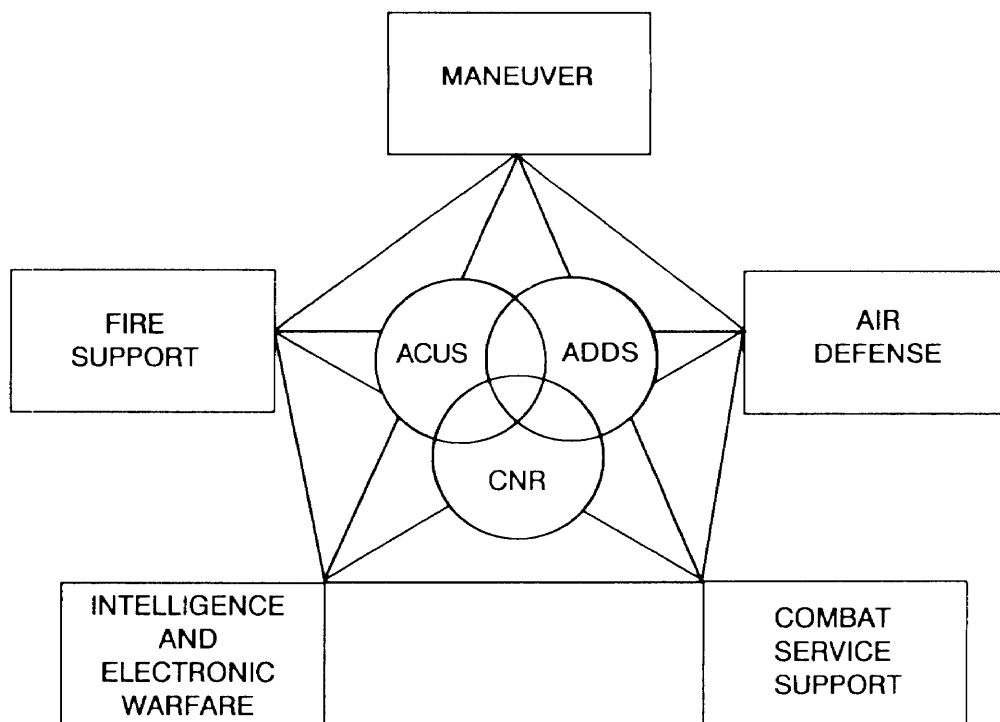 MANEUVER
FIRE
SUPPORT
AIR
DEFENSE
ACUS
ADDS
CNR
INTELLIGENCE
AND
ELECTRONIC
WARFARE
COMBAT
SERVICE
SUPPORT